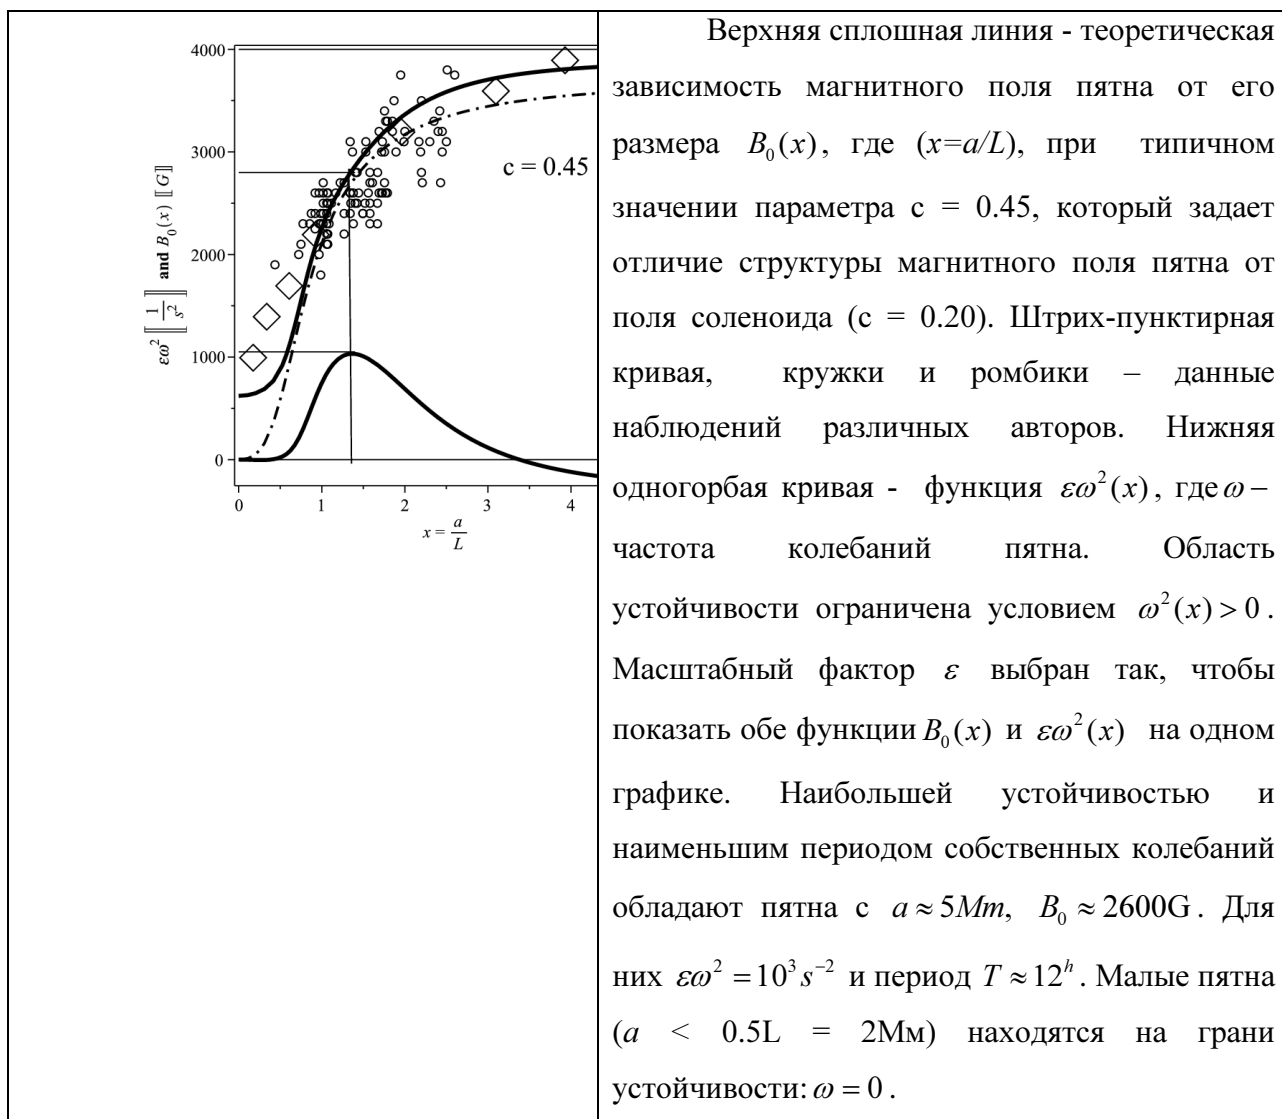 4000
3000
2000
1000
0
εω² [[1/s²]] and B₀(x) [[G]]
c = 0.45
0 1 2 3 4
x = a/L
Верхняя сплошная линия - теоретическая
зависимость магнитного поля пятна от его
размера B₀(x), где (x=a/L), при типичном
значении параметра c = 0.45, который задает
отличие структуры магнитного поля пятна от
поля соленоида (c = 0.20). Штрих-пунктирная
кривая, кружки и ромбики – данные
наблюдений различных авторов. Нижняя
одногорбая кривая - функция εω²(x), где ω –
частота колебаний пятна. Область
устойчивости ограничена условием ω²(x) > 0.
Масштабный фактор ε выбран так, чтобы
показать обе функции B₀(x) и εω²(x) на одном
графике. Наибольшей устойчивостью и
наименьшим периодом собственных колебаний
обладают пятна с a ≈ 5Mm, B₀ ≈ 2600G. Для
них εω² = 10³ s⁻² и период T ≈ 12ʰ. Малые пятна
(a < 0.5L = 2Мм) находятся на грани
устойчивости: ω = 0.